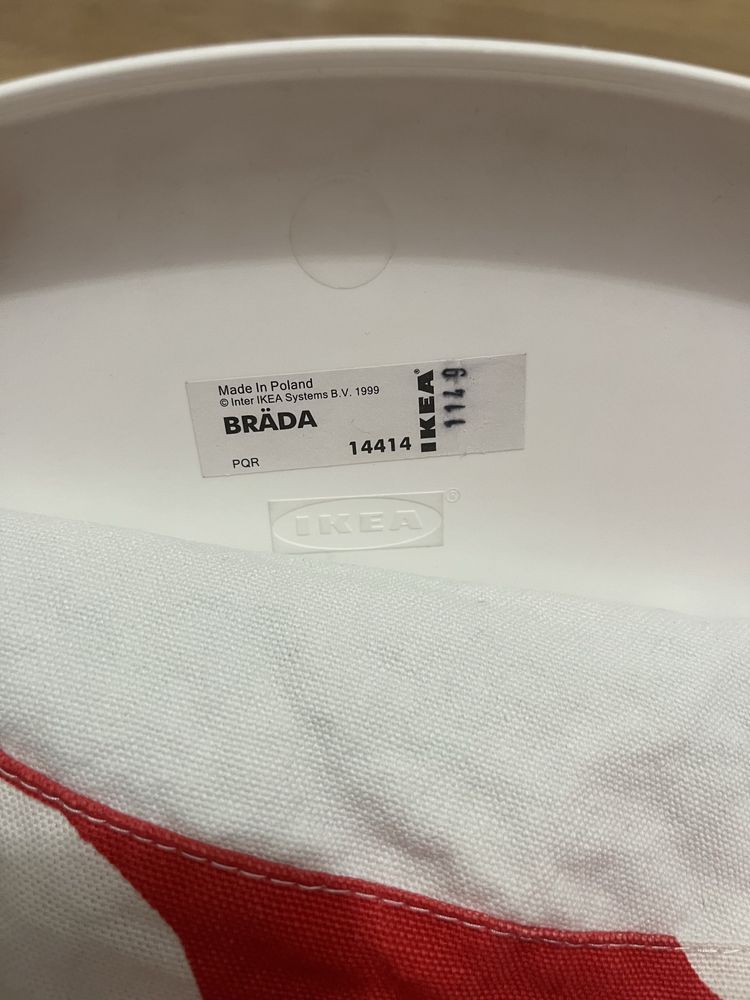 Made In Poland
© Inter IKEA Systems B.V. 1999
BRÄDA
14414
PQR
IKEA®
1149
IKEA®